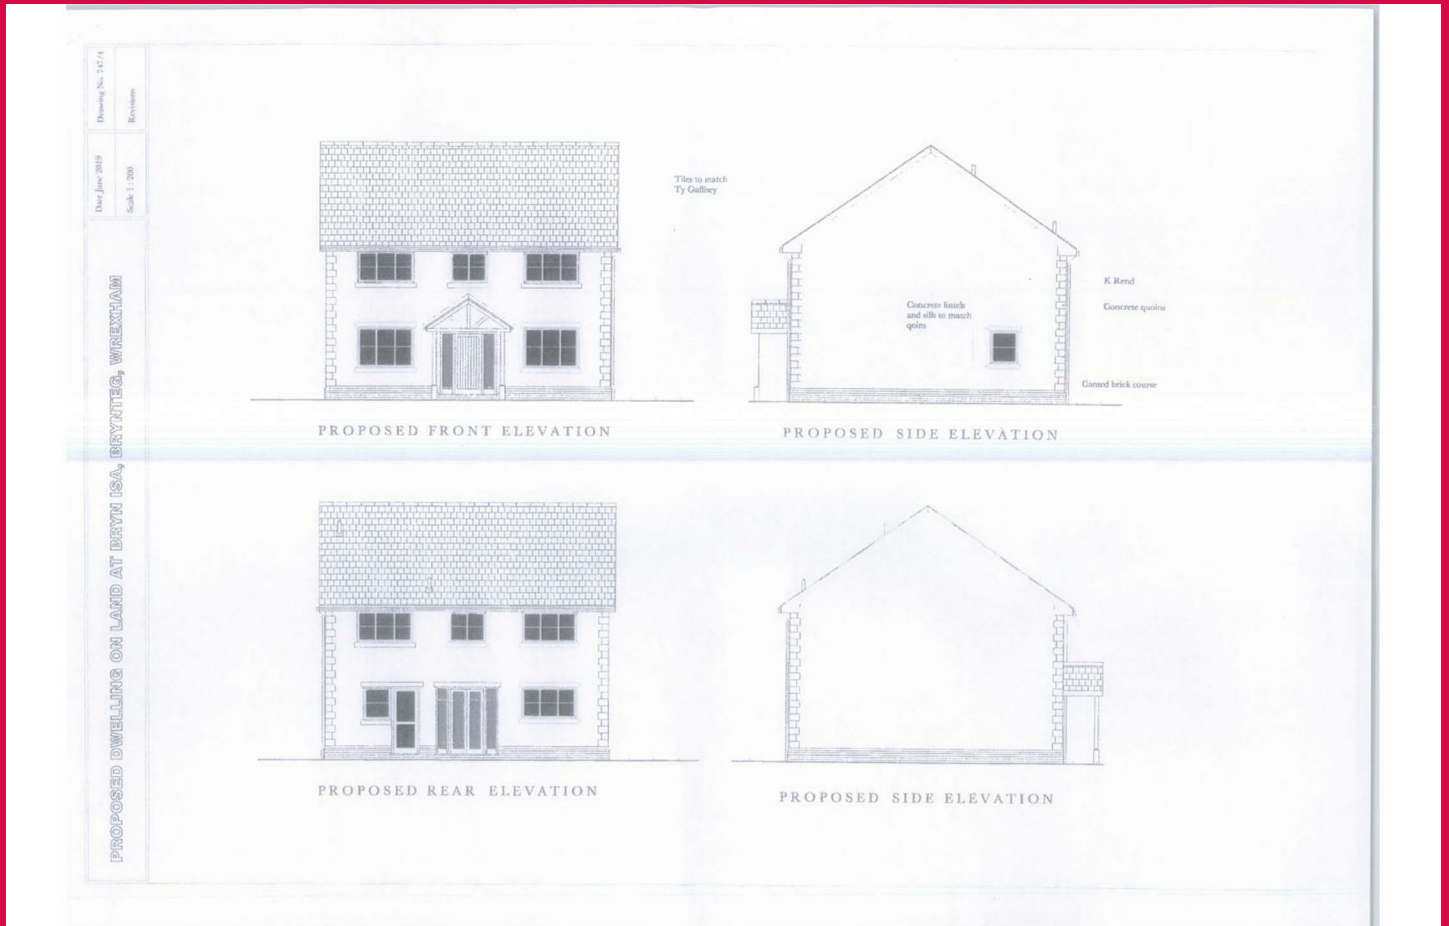 Drawing No. 747/4
Revisions
Date June 2019
Scale 1 : 200
PROPOSED DWELLING ON LAND AT BRYN ISA, BRYNTEG, WREXHAM
Tiles to match
Ty Gaffney
Concrete lintels
and sills to match
qoins
K Rend
Concrete quoins
Canted brick course
PROPOSED FRONT ELEVATION
PROPOSED SIDE ELEVATION
PROPOSED REAR ELEVATION
PROPOSED SIDE ELEVATION